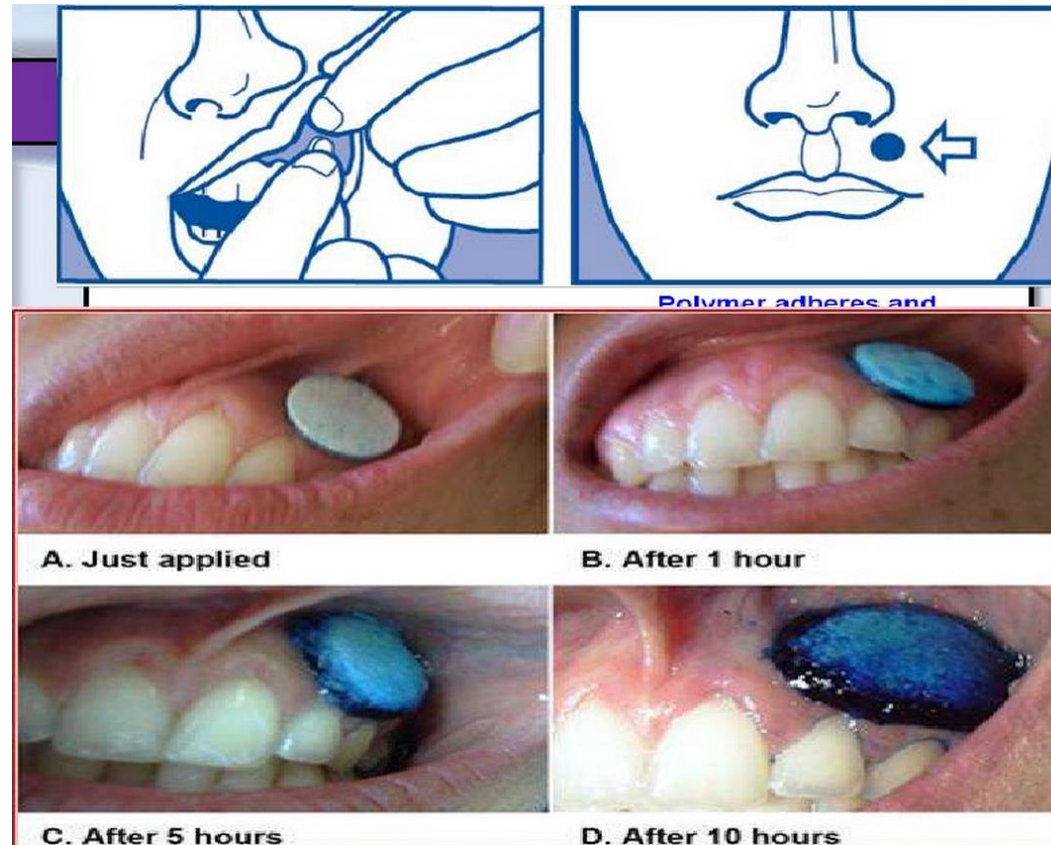 Polymer adheres and
A. Just applied
B. After 1 hour
C. After 5 hours
D. After 10 hours